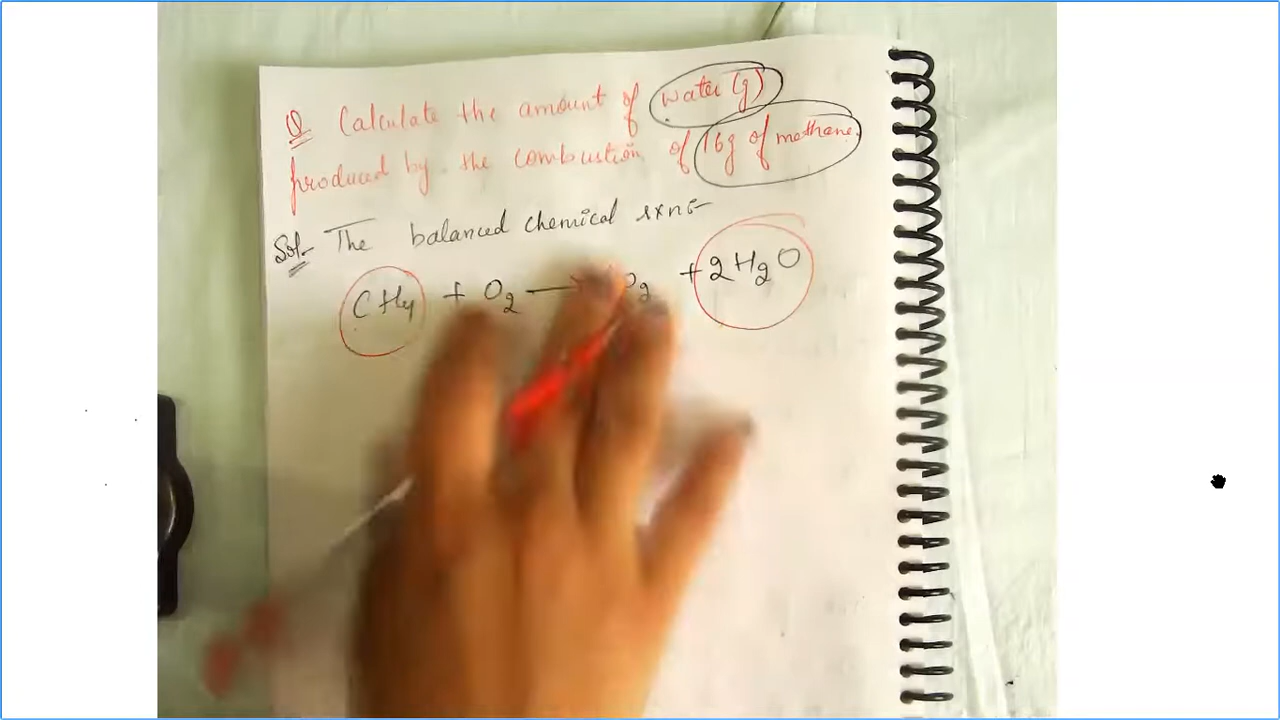 Q Calculate the amount of water (g)
produced by the combustion of 16g of methane.
Sol- The balanced chemical rxn :-
CH4 + O2 → O2 + 2H2O